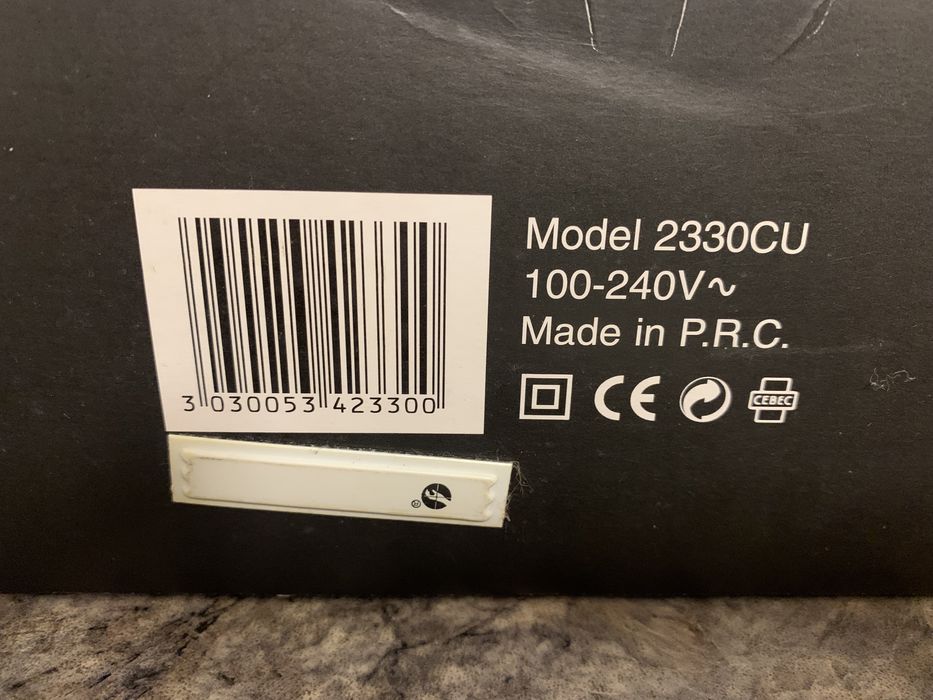 3 030053 423300
Model 2330CU
100-240V~
Made in P.R.C.
CE
CEBEC
®